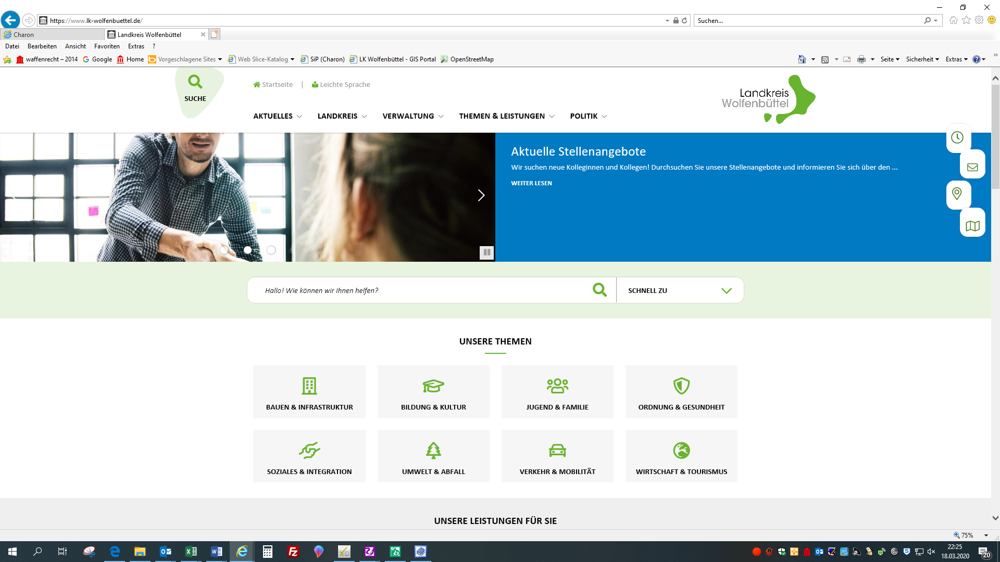 https://www.lk-wolfenbuettel.de/
Suchen...
Charon
Landkreis Wolfenbüttel
Datei Bearbeiten Ansicht Favoriten Extras ?
waffenrecht – 2014 Google Home Vorgeschlagene Sites Web Slice-Katalog SiP (Charon) LK Wolfenbüttel - GIS Portal OpenStreetMap
Seite Sicherheit Extras
SUCHE
Startseite | Leichte Sprache
Landkreis
Wolfenbüttel
AKTUELLES LANDKREIS VERWALTUNG THEMEN & LEISTUNGEN POLITIK
Aktuelle Stellenangebote
Wir suchen neue Kolleginnen und Kollegen! Durchsuchen Sie unsere Stellenangebote und informieren Sie sich über den ...
WEITER LESEN
Hallo! Wie können wir Ihnen helfen?
SCHNELL ZU
UNSERE THEMEN
BAUEN & INFRASTRUKTUR
BILDUNG & KULTUR
JUGEND & FAMILIE
ORDNUNG & GESUNDHEIT
SOZIALES & INTEGRATION
UMWELT & ABFALL
VERKEHR & MOBILITÄT
WIRTSCHAFT & TOURISMUS
UNSERE LEISTUNGEN FÜR SIE
75%
22:25
18.03.2020
20